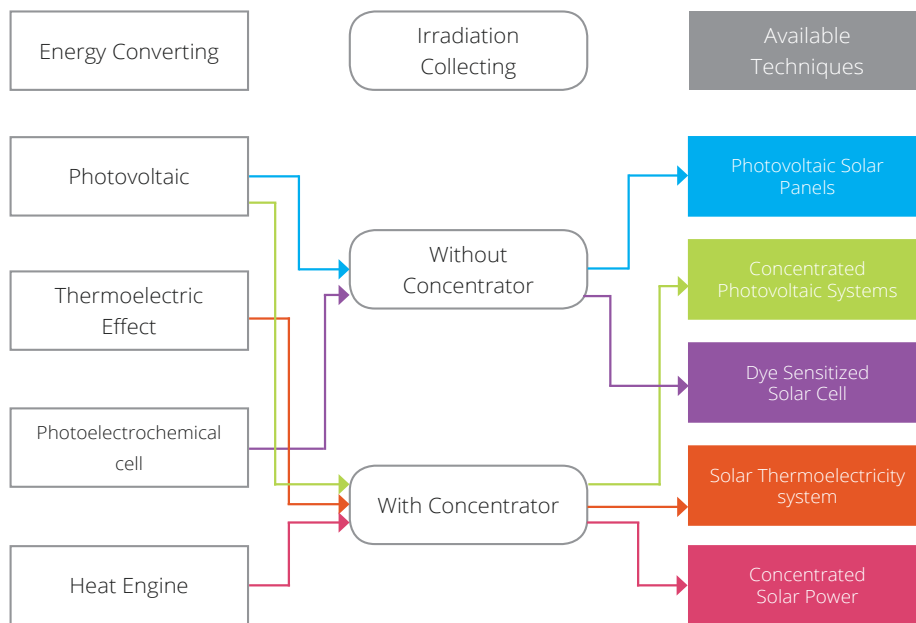 Energy Converting
Irradiation
Collecting
Available
Techniques
Photovoltaic
Thermoelectric
Effect
Photoelectrochemical
cell
Heat Engine
Without
Concentrator
With Concentrator
Photovoltaic Solar
Panels
Concentrated
Photovoltaic Systems
Dye Sensitized
Solar Cell
Solar Thermoelectricity
system
Concentrated
Solar Power